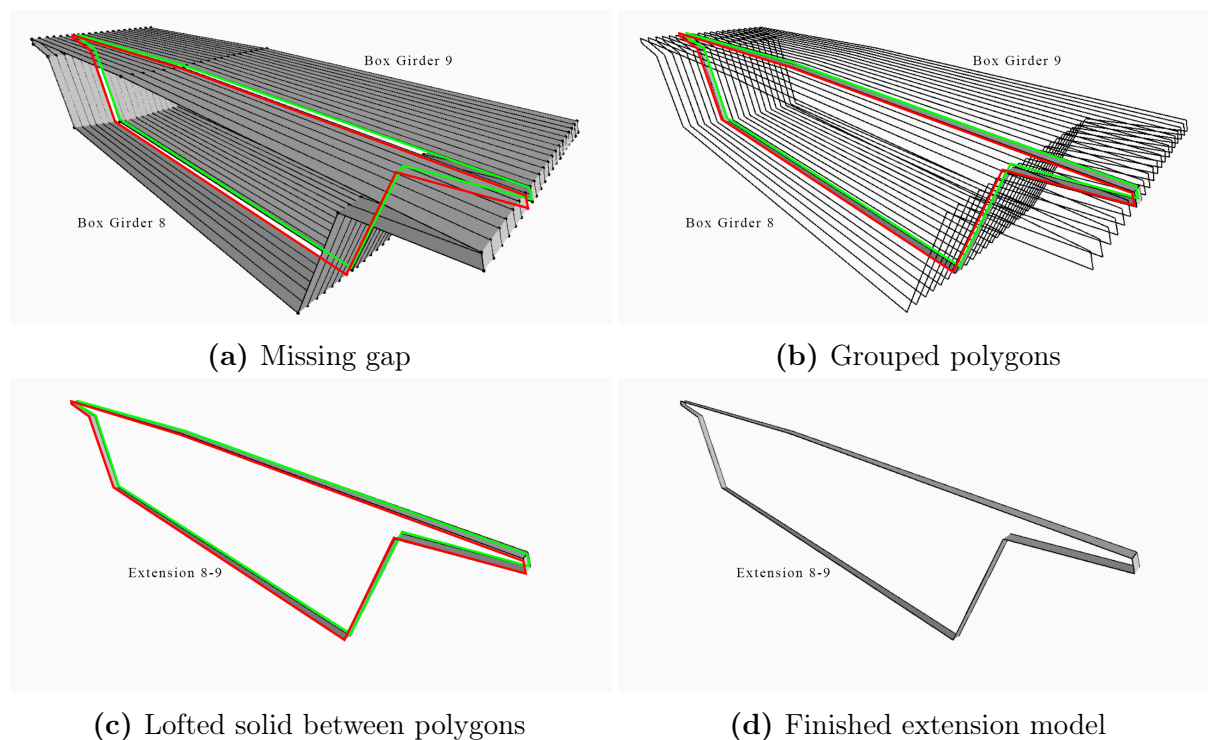 Box Girder 9
Box Girder 8
Box Girder 9
Box Girder 8
(a) Missing gap
(b) Grouped polygons
Extension 8-9
Extension 8-9
(c) Lofted solid between polygons
(d) Finished extension model